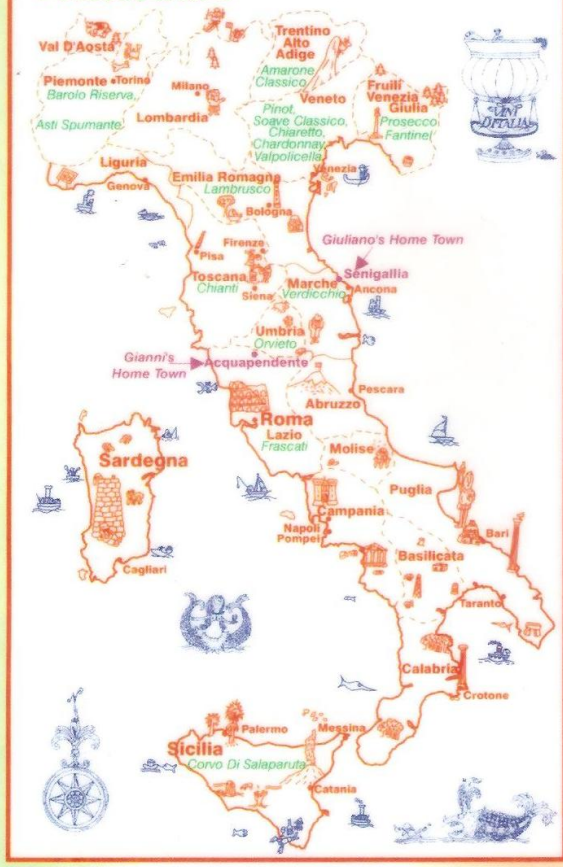 Trentino
Alto
Adige
Val D'Aosta
Amarone
Classico
Piemonte
Torino
Barolo Riserva,
Milano
Veneto
Fruili
Venezia
Giulia
VINI
D'ITALIA
Asti Spumante
Lombardia
Pinot,
Soave Classico,
Chiaretto,
Chardonnay
Valpolicella
Prosecco
Fantinel
Liguria
Genova
Emilia Romagna
Lambrusco
Venezia
Bologna
Giuliano's Home Town
Firenze
Pisa
Senigallia
Toscana
Chianti
Siena
Marche
Verdicchio
Ancona
Umbria
Orvieto
Gianni's
Home Town
Acquapendente
Abruzzo
Pescara
Roma
Lazio
Frascati
Molise
Sardegna
Puglia
Campania
Napoli
Pompei
Bari
Basilicata
Cagliari
Taranto
Calabria
Crotone
Palermo
Messina
Sicilia
Corvo Di Salaparuta
Catania